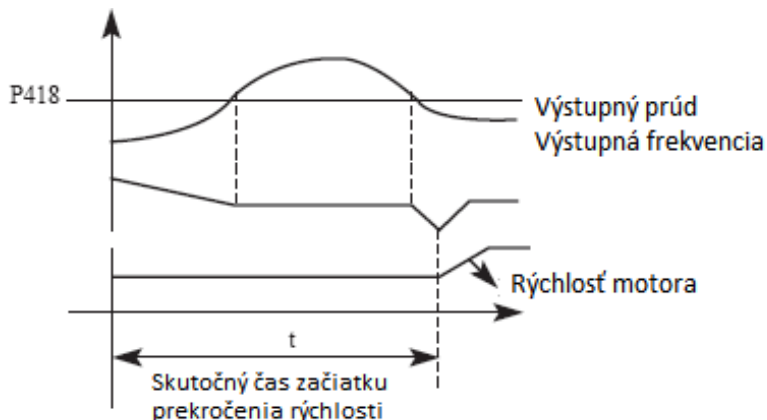 P418
Výstupný prúd
Výstupná frekvencia
Rýchlosť motora
t
Skutočný čas začiatku
prekročenia rýchlosti